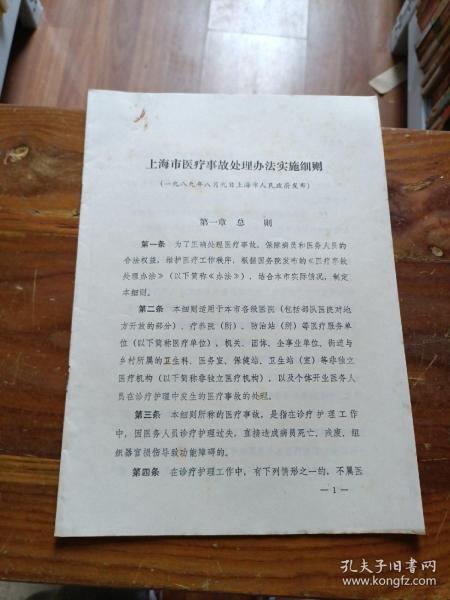 上海市医疗事故处理办法实施细则
(一九八九年八月九日上海市人民政府发布)
第一章 总 则
第一条 为了正确处理医疗事故，保障病员和医务人员的
合法权益，维护医疗工作秩序，根据国务院发布的《医疗事故
处理办法》(以下简称《办法》)，结合本市实际情况，制定
本细则。
第二条 本细则适用于本市各级医院(包括部队医院对地
方开放的部分)、疗养院(所)、防治站(所)等医疗服务单
位(以下简称医疗单位)，机关、团体、企事业单位、街道与
乡村所属的卫生科、医务室、保健站、卫生站(室)等非独立
医疗机构(以下简称非独立医疗机构)，以及个体开业医务人
员在诊疗护理中发生的医疗事故的处理。
第三条 本细则所称的医疗事故，是指在诊疗护理工作
中，因医务人员诊疗护理过失，直接造成病员死亡、残废、组
织器官损伤导致功能障碍的。
第四条 在诊疗护理工作中，有下列情形之一的，不属医
— 1 —
孔夫子旧书网
www.kongfz.com